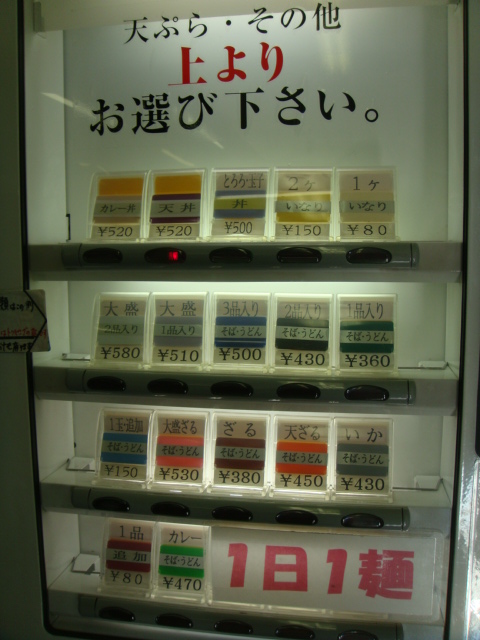 天ぷら・その他
上より
お選び下さい。
カレー丼
¥520
天丼
¥520
とろろ・玉子
丼
¥500
2ヶ
いなり
¥150
1ヶ
いなり
¥80
大盛
2品入り
¥580
大盛
1品入り
¥510
3品入り
そば・うどん
¥500
2品入り
そば・うどん
¥430
1品入り
そば・うどん
¥360
1玉・追加
そば・うどん
¥150
大盛ざる
そば・うどん
¥530
ざる
そば・うどん
¥380
天ざる
そば・うどん
¥450
いか
そば・うどん
¥430
1品
追加
¥80
カレー
そば・うどん
¥470
1日1麺